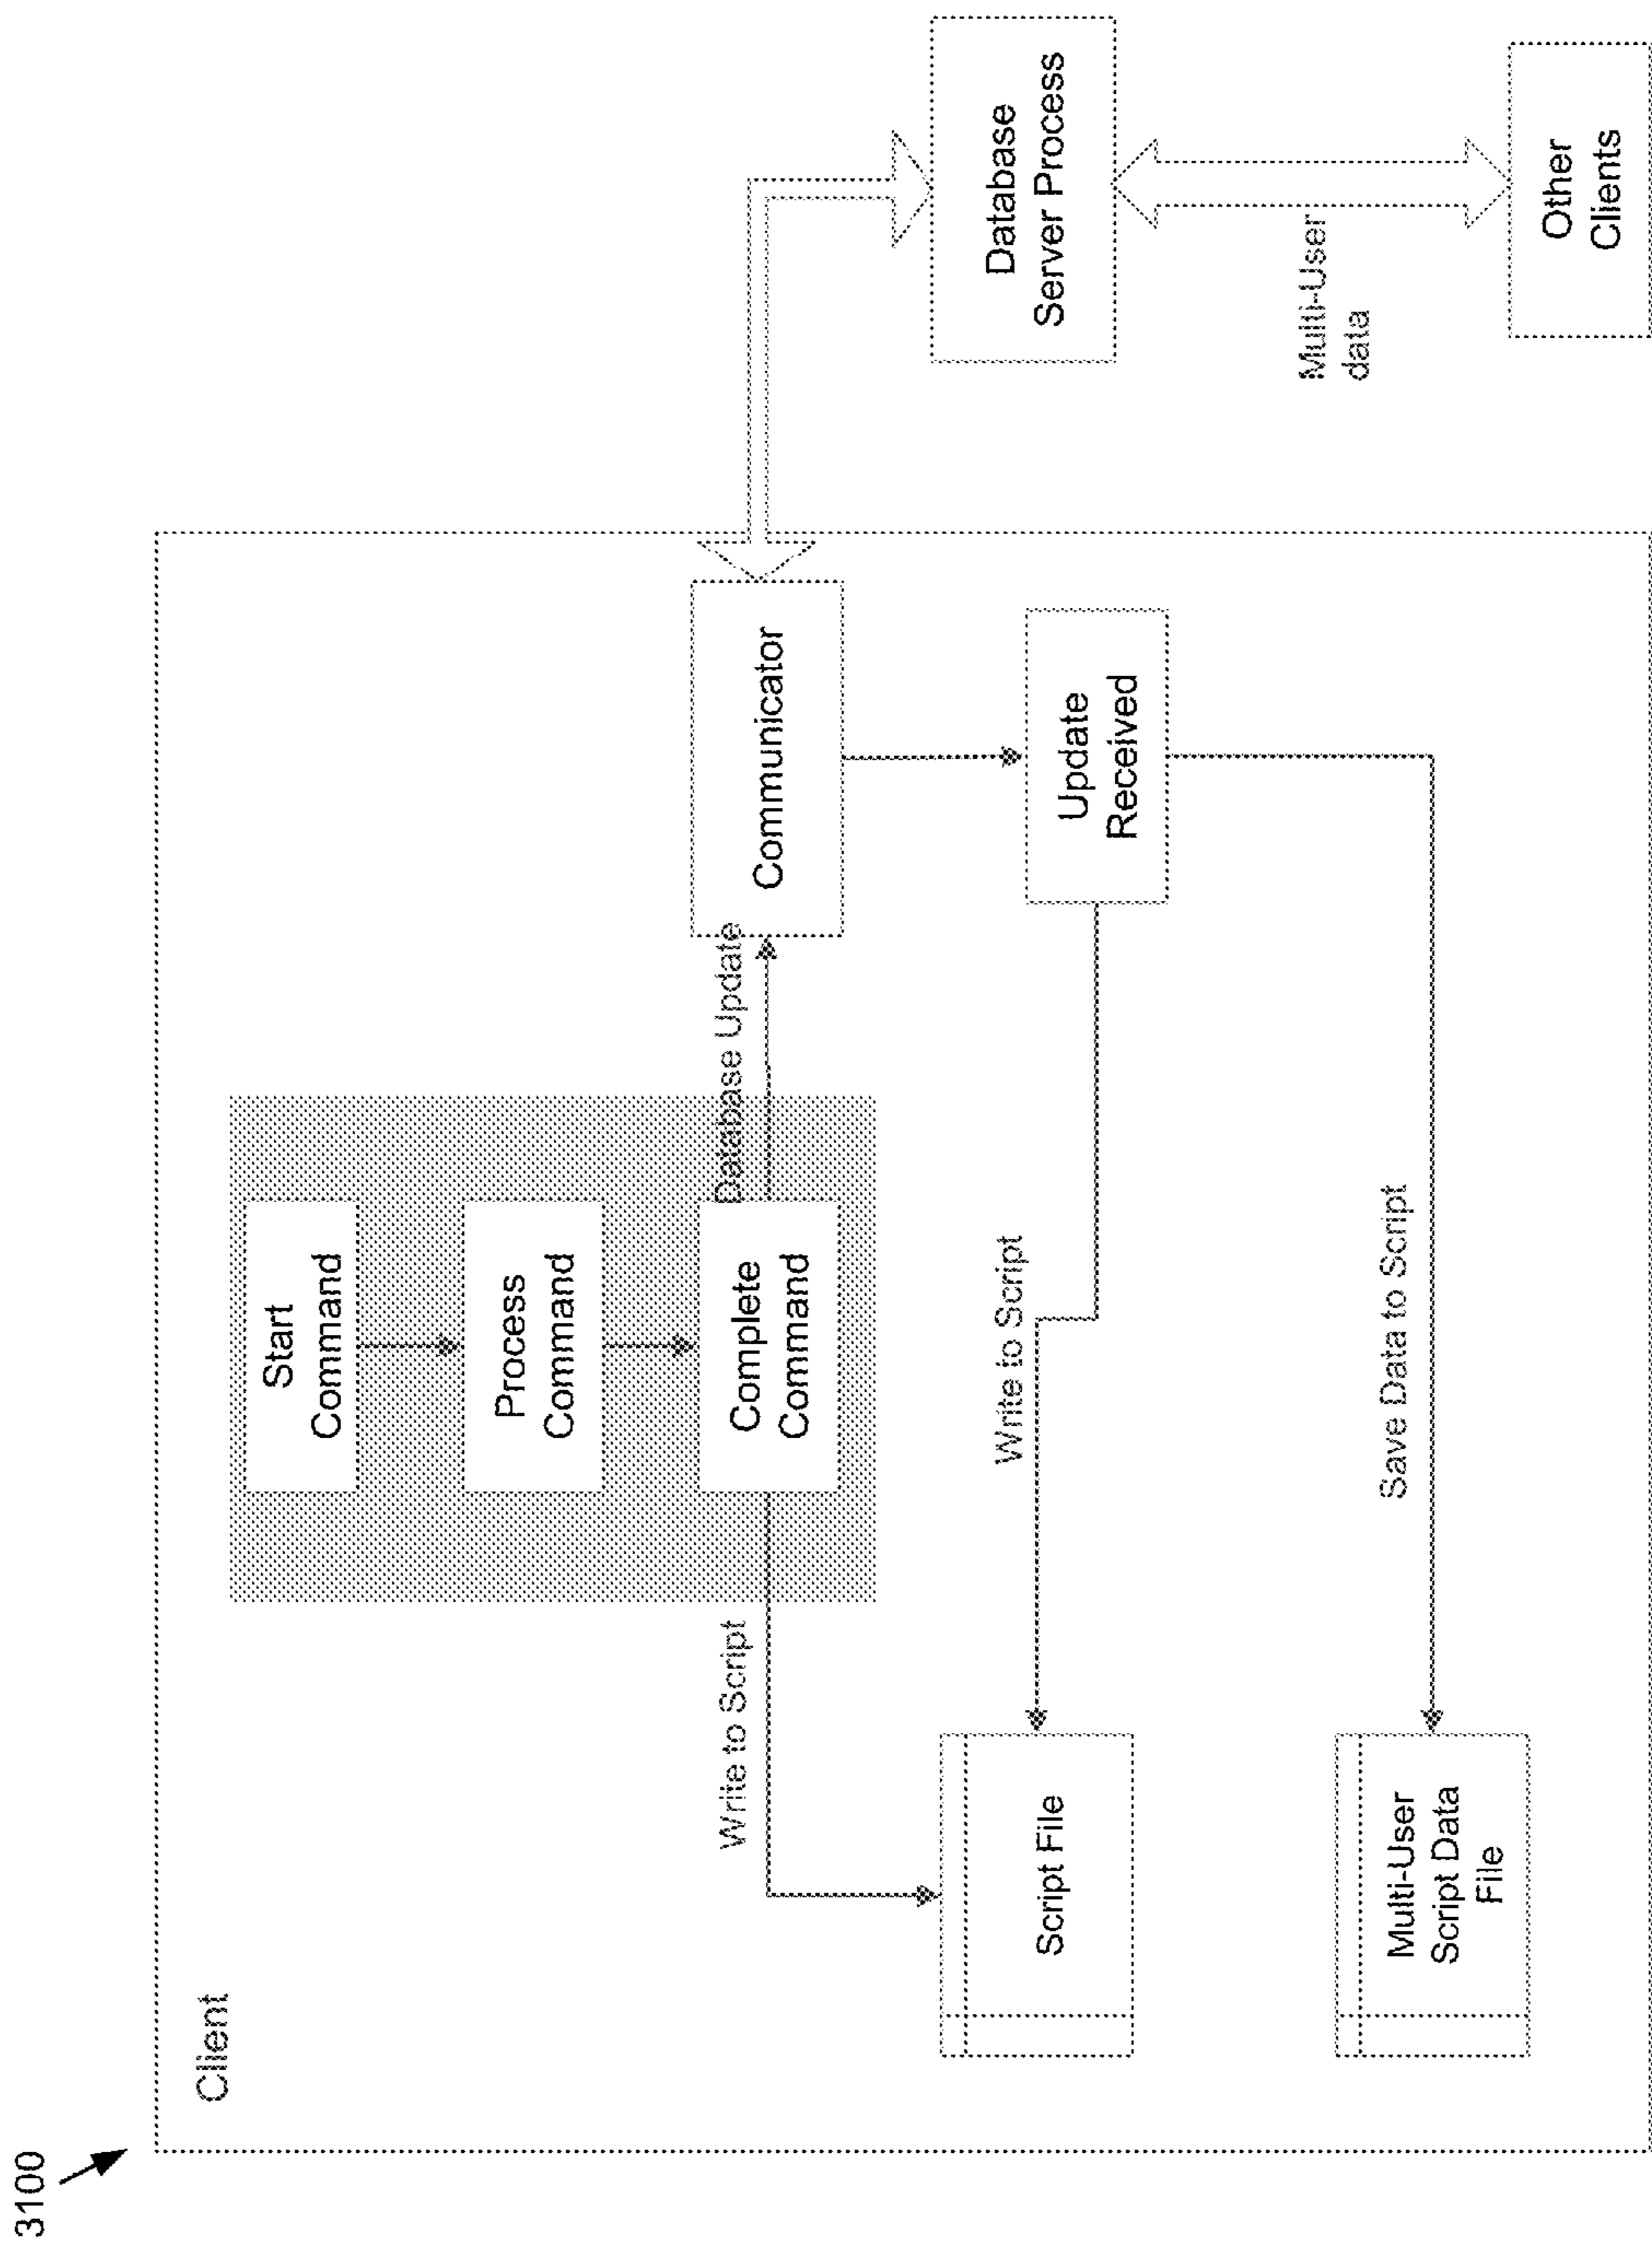 3100
Client
Start
Command
Process
Command
Complete
Command
Write to Script
Database Update
Communicator
Database
Server Process
Script File
Write to Script
Update
Received
Multi-User
data
Multi-User
Script Data
File
Save Data to Script
Other
Clients